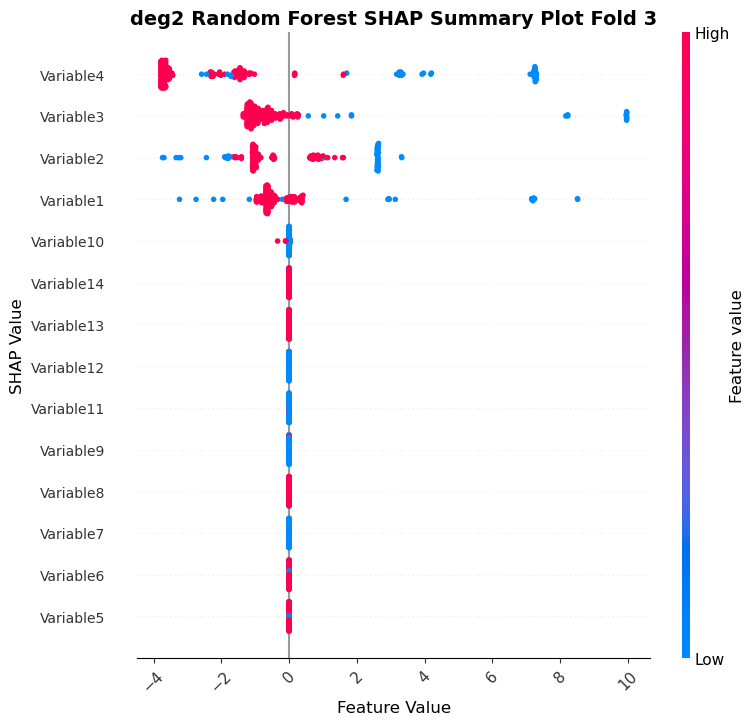 deg2 Random Forest SHAP Summary Plot Fold 3
High
Variable4
Variable3
Variable2
Variable1
Variable10
Variable14
Variable13
Variable12
Variable11
Variable9
Variable8
Variable7
Variable6
Variable5
SHAP Value
Feature value
Low
−4 −2 0 2 4 6 8 10
Feature Value